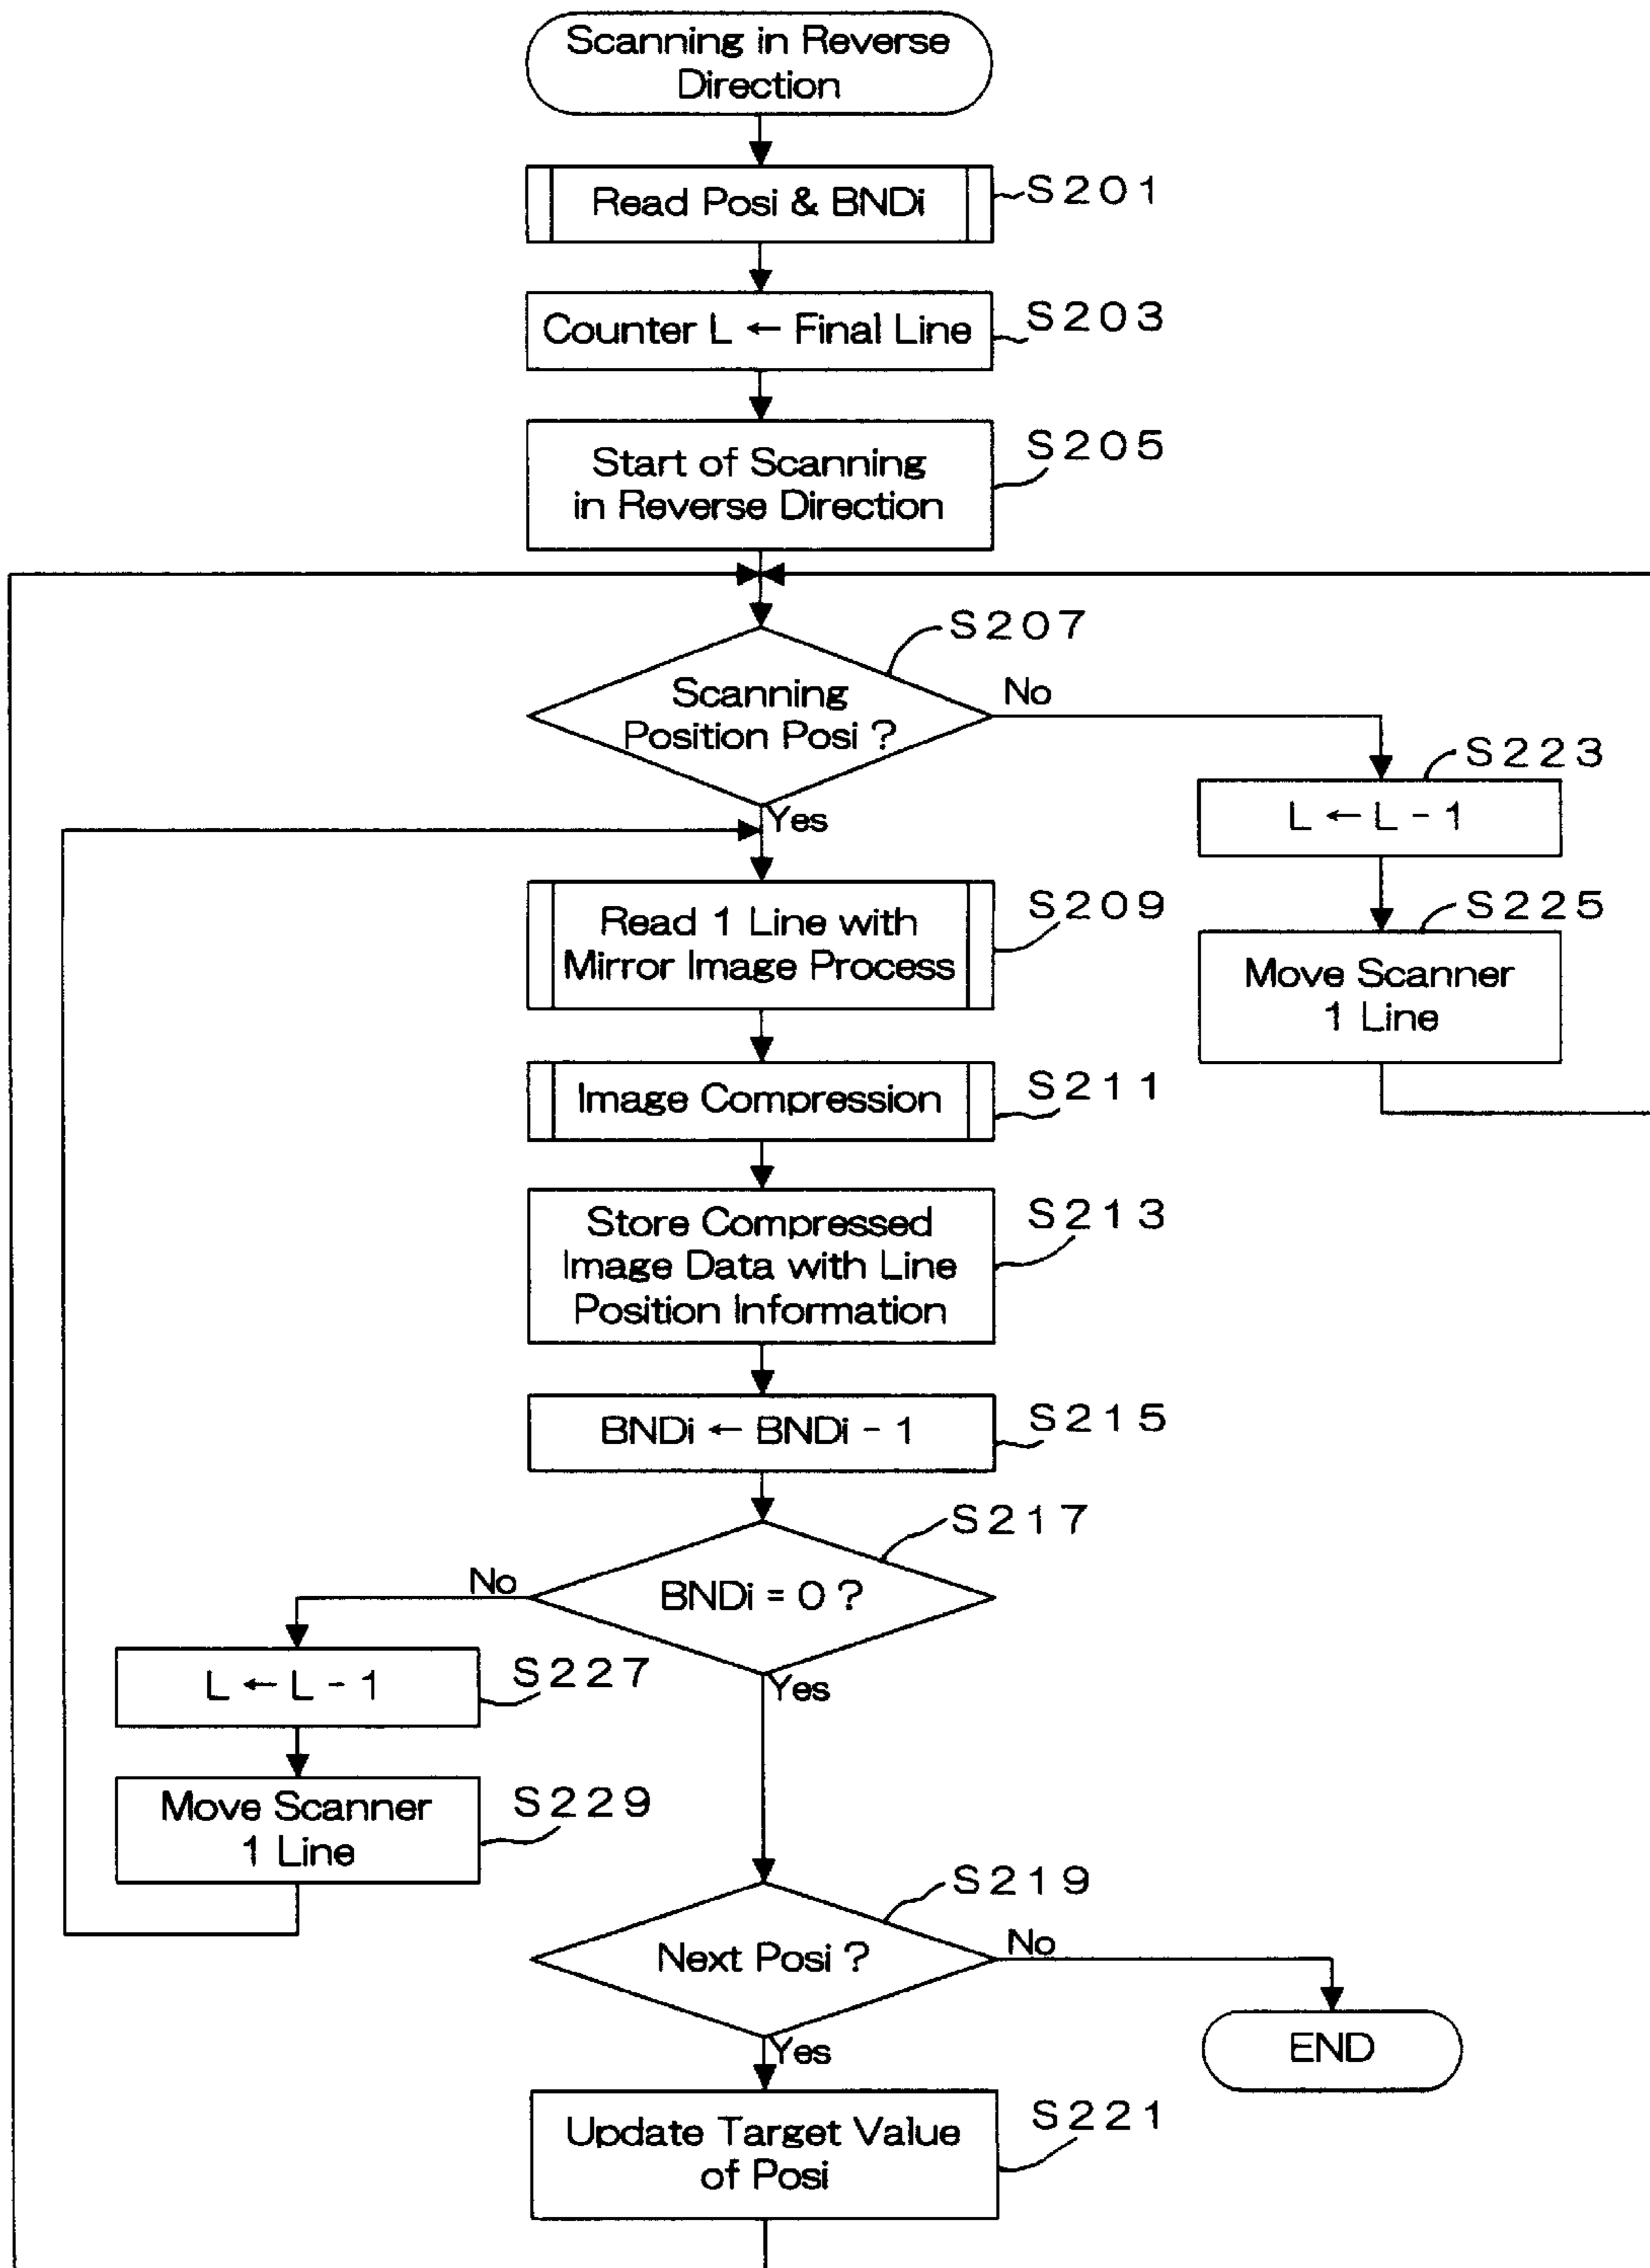 Scanning in Reverse
Direction
Read Posi & BNDi
S201
Counter L ← Final Line
S203
Start of Scanning
in Reverse Direction
S205
S207
Scanning
Position Posi ?
No
Yes
S223
L ← L - 1
S225
Move Scanner
1 Line
Read 1 Line with
Mirror Image Process
S209
Image Compression
S211
Store Compressed
Image Data with Line
Position Information
S213
BNDi ← BNDi - 1
S215
S217
BNDi = 0 ?
No
Yes
L ← L - 1
S227
Move Scanner
1 Line
S229
S219
Next Posi ?
No
Yes
END
Update Target Value
of Posi
S221